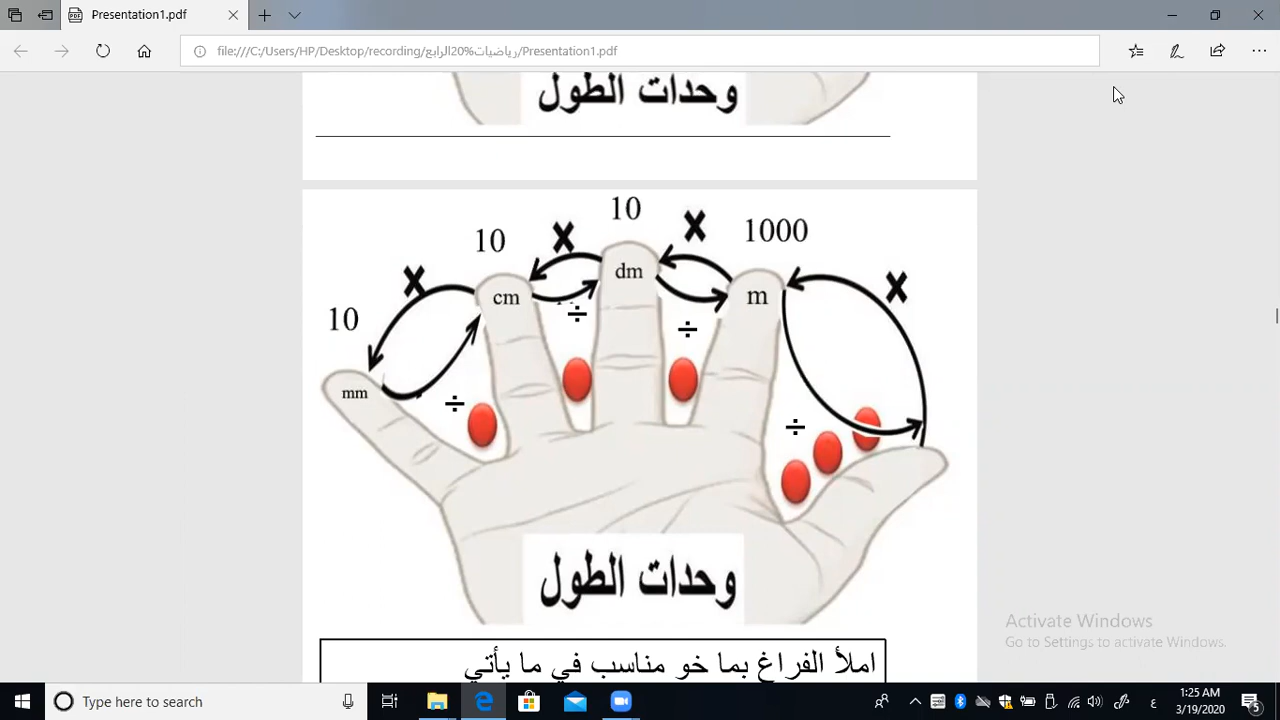 Presentation1.pdf
file:///C:/Users/HP/Desktop/recording/رياضيات%20الرابع/Presentation1.pdf
وحدات الطول
10
10
10
1000
x
x
x
x
mm
cm
dm
m
÷
÷
÷
÷
وحدات الطول
Activate Windows
Go to Settings to activate Windows.
املأ الفراغ بما خو مناسب في ما يأتي
Type here to search
ع
1:25 AM
3/19/2020
5